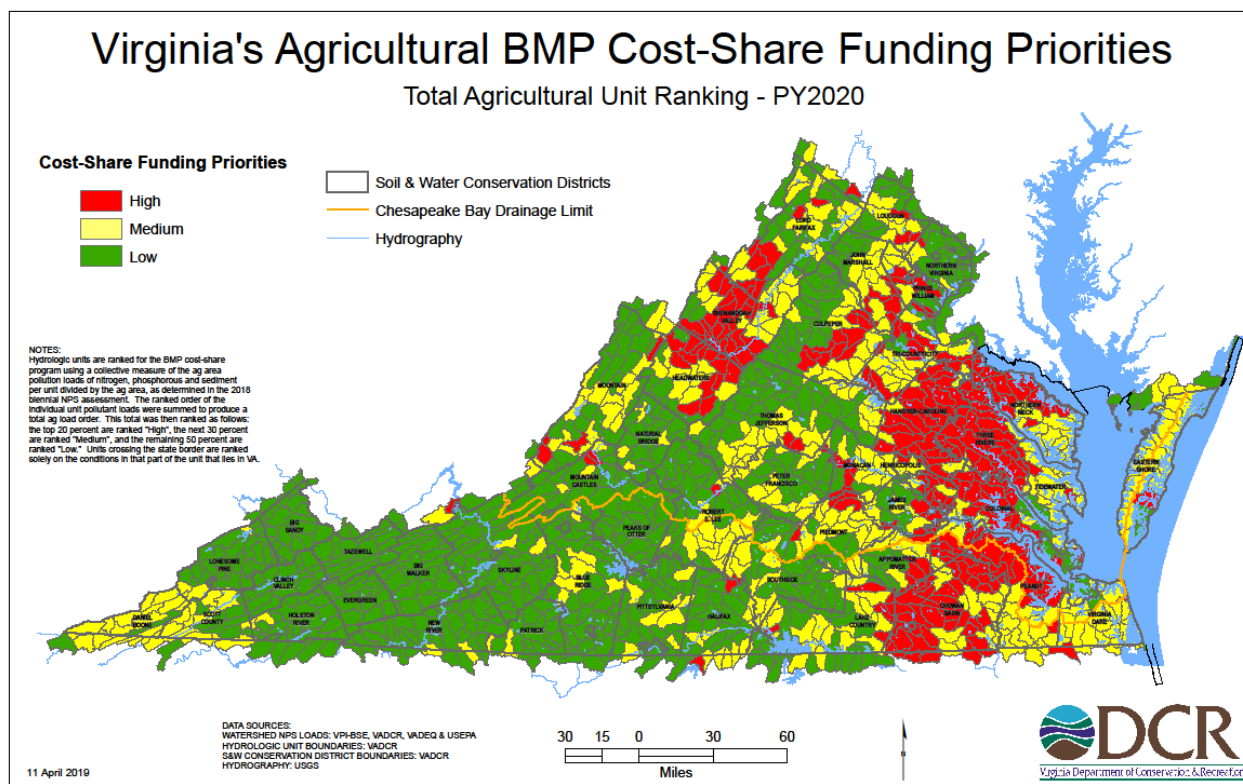 Virginia's Agricultural BMP Cost-Share Funding Priorities
Total Agricultural Unit Ranking - PY2020
Cost-Share Funding Priorities
High
Medium
Low
Soil & Water Conservation Districts
Chesapeake Bay Drainage Limit
Hydrography
NOTES:
Hydrologic units are ranked for the BMP cost-share
program using a collective measure of the ag area
pollution loads of nitrogen, phosphorous and sediment
per unit divided by the ag area, as determined in the 2018
biennial NPS assessment. The ranked order of the
individual unit pollutant loads were summed to produce a
total ag load order. This total was then ranked as follows:
the top 20 percent are ranked "High", the next 30 percent
are ranked "Medium", and the remaining 50 percent are
ranked "Low." Units crossing the state border are ranked
solely on the conditions in that part of the unit that lies in VA.
LORD
FAIRFAX
LOUDOUN
JOHN
MARSHALL
NORTHERN
VIRGINIA
PRINCE
WILLIAM
SHENANDOAH
VALLEY
CULPEPER
TRI-COUNTY/CITY
MOUNTAIN
HEADWATERS
HANOVER-CAROLINE
NORTHERN
NECK
THOMAS
JEFFERSON
NATURAL
BRIDGE
THREE
RIVERS
MONACAN
HENRICOPOLIS
EASTERN
SHORE
MOUNTAIN
CASTLES
PETER
FRANCISCO
TIDEWATER
JAMES
RIVER
COLONIAL
ROBERT
E. LEE
BIG
SANDY
PEAKS OF
OTTER
PIEDMONT
TAZEWELL
LONESOME
PINE
BIG
WALKER
SKYLINE
APPOMATTOX
RIVER
CLINCH
VALLEY
BLUE
RIDGE
SOUTHSIDE
PEANUT
EVERGREEN
PITTSYLVANIA
CHOWAN
BASIN
DANIEL
BOONE
SCOTT
COUNTY
HOLSTON
RIVER
NEW
RIVER
PATRICK
HALIFAX
LAKE
COUNTRY
VIRGINIA
DARE
DATA SOURCES:
WATERSHED NPS LOADS: VPI-BSE, VADCR, VADEQ & USEPA
HYDROLOGIC UNIT BOUNDARIES: VADCR
S&W CONSERVATION DISTRICT BOUNDARIES: VADCR
HYDROGRAPHY: USGS
30 15 0 30 60
Miles
N
DCR
Virginia Department of Conservation & Recreation
11 April 2019